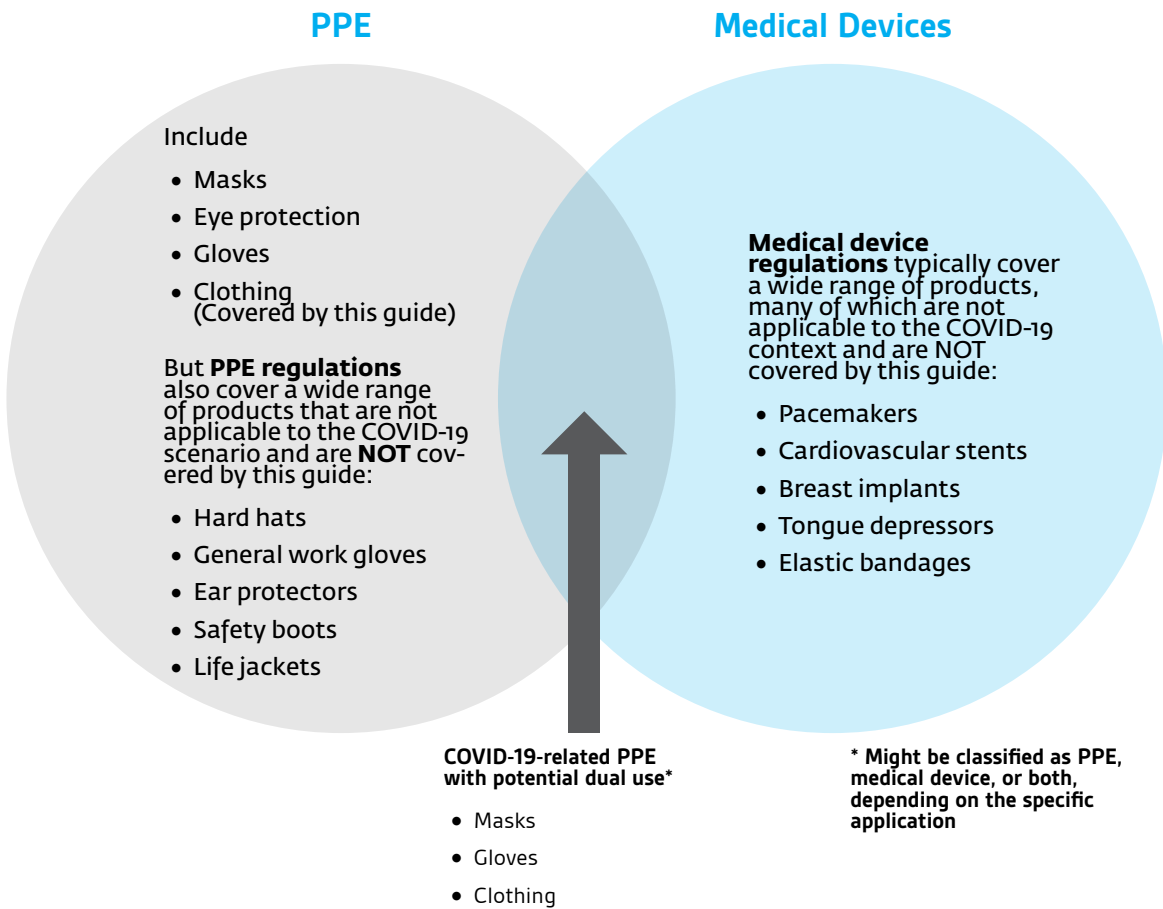 PPE
Medical Devices
Include
• Masks
• Eye protection
• Gloves
• Clothing
(Covered by this guide)
But PPE regulations
also cover a wide range
of products that are not
applicable to the COVID-19
scenario and are NOT cov-
ered by this guide:
• Hard hats
• General work gloves
• Ear protectors
• Safety boots
• Life jackets
Medical device
regulations typically cover
a wide range of products,
many of which are not
applicable to the COVID-19
context and are NOT
covered by this guide:
• Pacemakers
• Cardiovascular stents
• Breast implants
• Tongue depressors
• Elastic bandages
COVID-19-related PPE
with potential dual use*
• Masks
• Gloves
• Clothing
* Might be classified as PPE,
medical device, or both,
depending on the specific
application